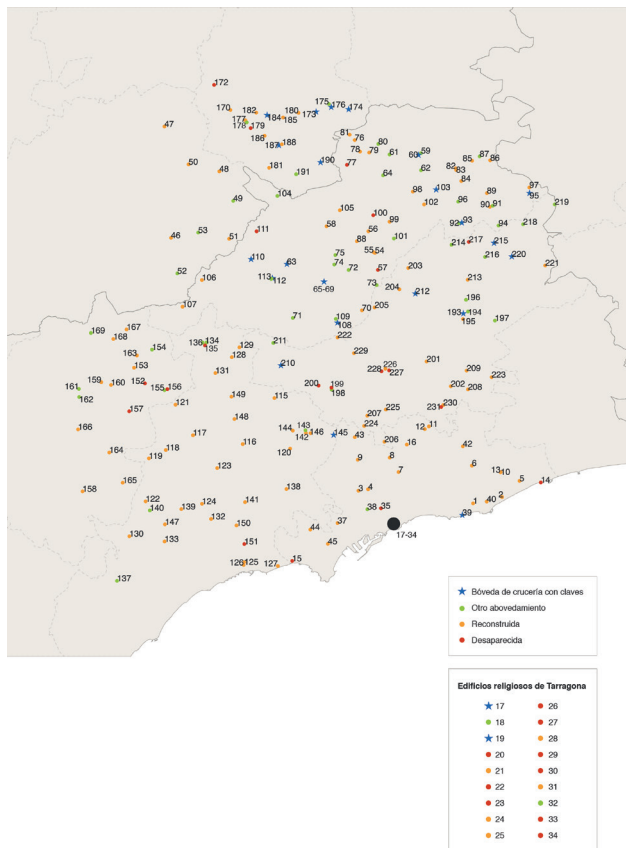 172
175 176 174
170 182 184 180 173
177 185
178 179
47
186
187 188
81 76
78 79 80 61 60 59
50 48 181 191 190 77
64 62 82 83 85 87 86
84
49 104 98 103 102 96 89 97
95
90 91 219
105 100 99
58 56 101 92 93 94 218
46 53 51 111 88
55 54 214 217 215
110 63 75 216 220 221
74 72 57 203
52 106 113 112 73 213
65-69 204 212
107 196
71 109 70 205 193 194 197
108 195
169 167 222
168
136 134 211
135 129
154 163 128 229
153 210 201
131 228 226
227 209 223
159 160 152 200 199 202 208
161 155 156 198
162 149 115
157 121 207 225 231 230
148 224
166 117 144 143 145 12 11
142 146 43
116 120 206 16 42
164 118
119 9 8
123 6
7 13 10
165 138 5 14
158 3 4
122 124 141 1 40 2
140 139 38 35 39
132 37
147 150 44 17-34
130
133 151 45
15
126 125 127
137
Bóveda de crucería con claves
Otro abovedamiento
Reconstruida
Desaparecida
Edificios religiosos de Tarragona
17 26
18 27
19 28
20 29
21 30
22 31
23 32
24 33
25 34